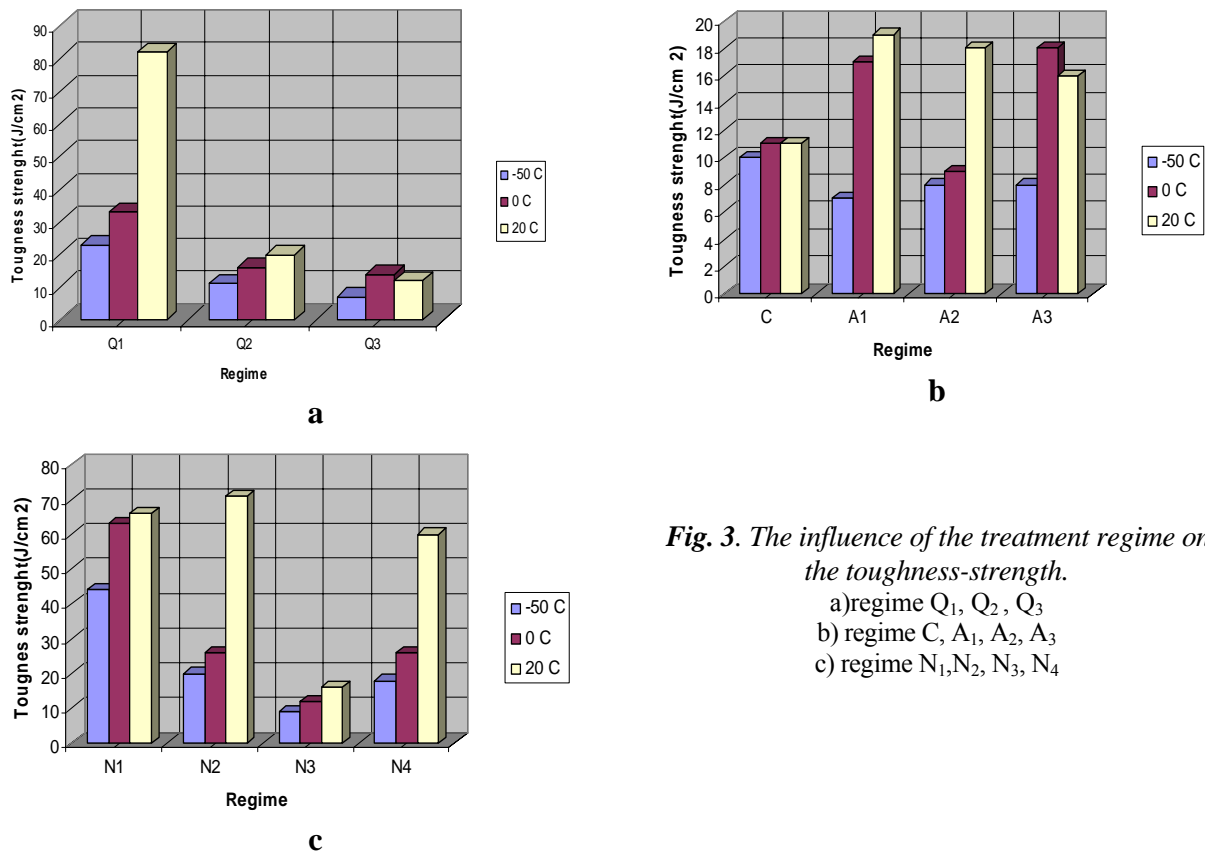 90
80
70
60
50
40
30
20
10
0
Tougness strenght(J/cm 2)
Q1 Q2 Q3
Regime
-50 C
0 C
20 C
a
20
18
16
14
12
10
8
6
4
2
0
Tougness strenght(J/cm 2)
C A1 A2 A3
Regime
-50 C
0 C
20 C
b
80
70
60
50
40
30
20
10
0
Tougnes strenght(J/cm 2)
N1 N2 N3 N4
Regime
-50 C
0 C
20 C
c
Fig. 3. The influence of the treatment regime on
the toughness-strength.
a)regime Q₁, Q₂ , Q₃
b) regime C, A₁, A₂, A₃
c) regime N₁,N₂, N₃, N₄